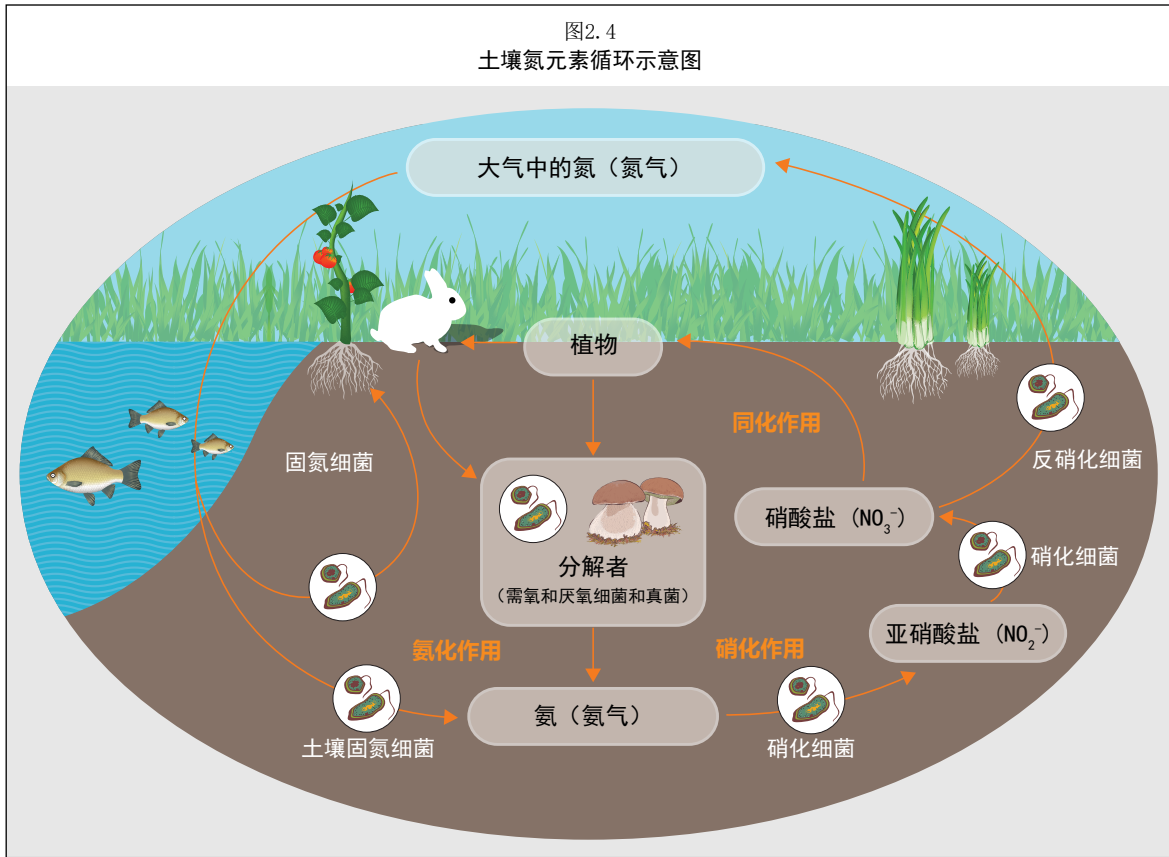 图2.4
土壤氮元素循环示意图
大气中的氮（氮气）
植物
同化作用
固氮细菌
反硝化细菌
硝酸盐（NO₃⁻）
硝化细菌
分解者
（需氧和厌氧细菌和真菌）
亚硝酸盐（NO₂⁻）
氨化作用
硝化作用
氨（氨气）
土壤固氮细菌
硝化细菌